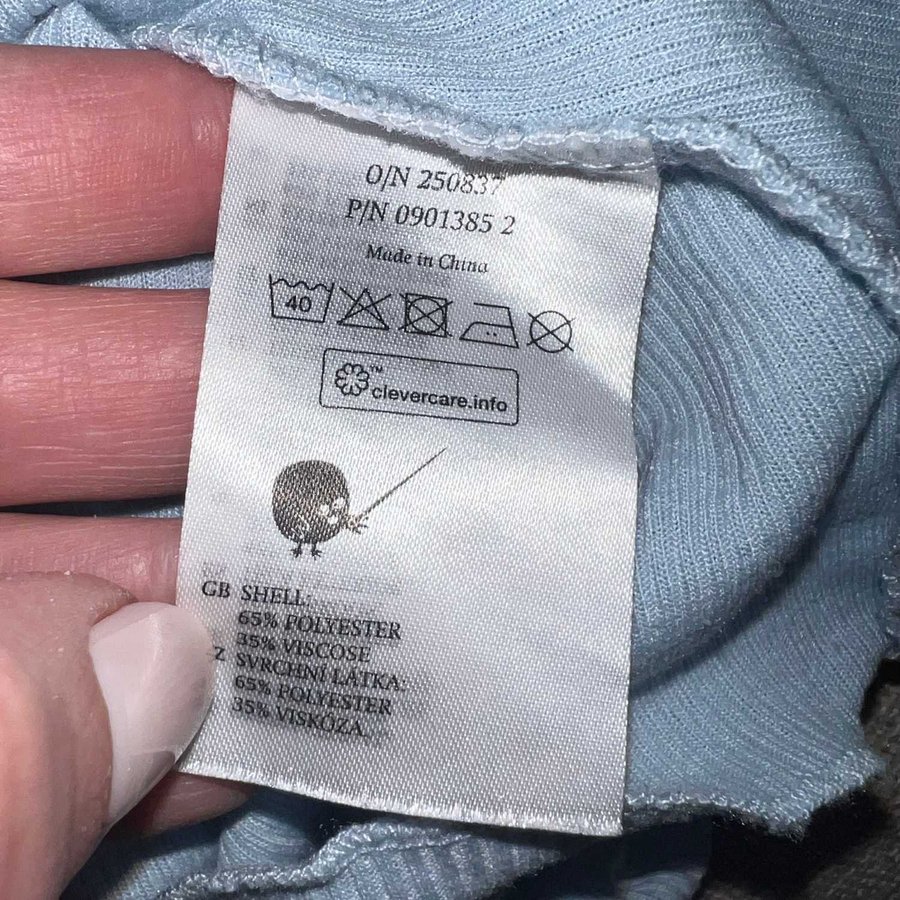 O/N 250837
P/N 0901385 2
Made in China
40
™
clevercare.info
GB SHELL:
65% POLYESTER
35% VISCOSE
Z SVRCHNÍ LÁTKA:
65% POLYESTER
35% VISKÓZA